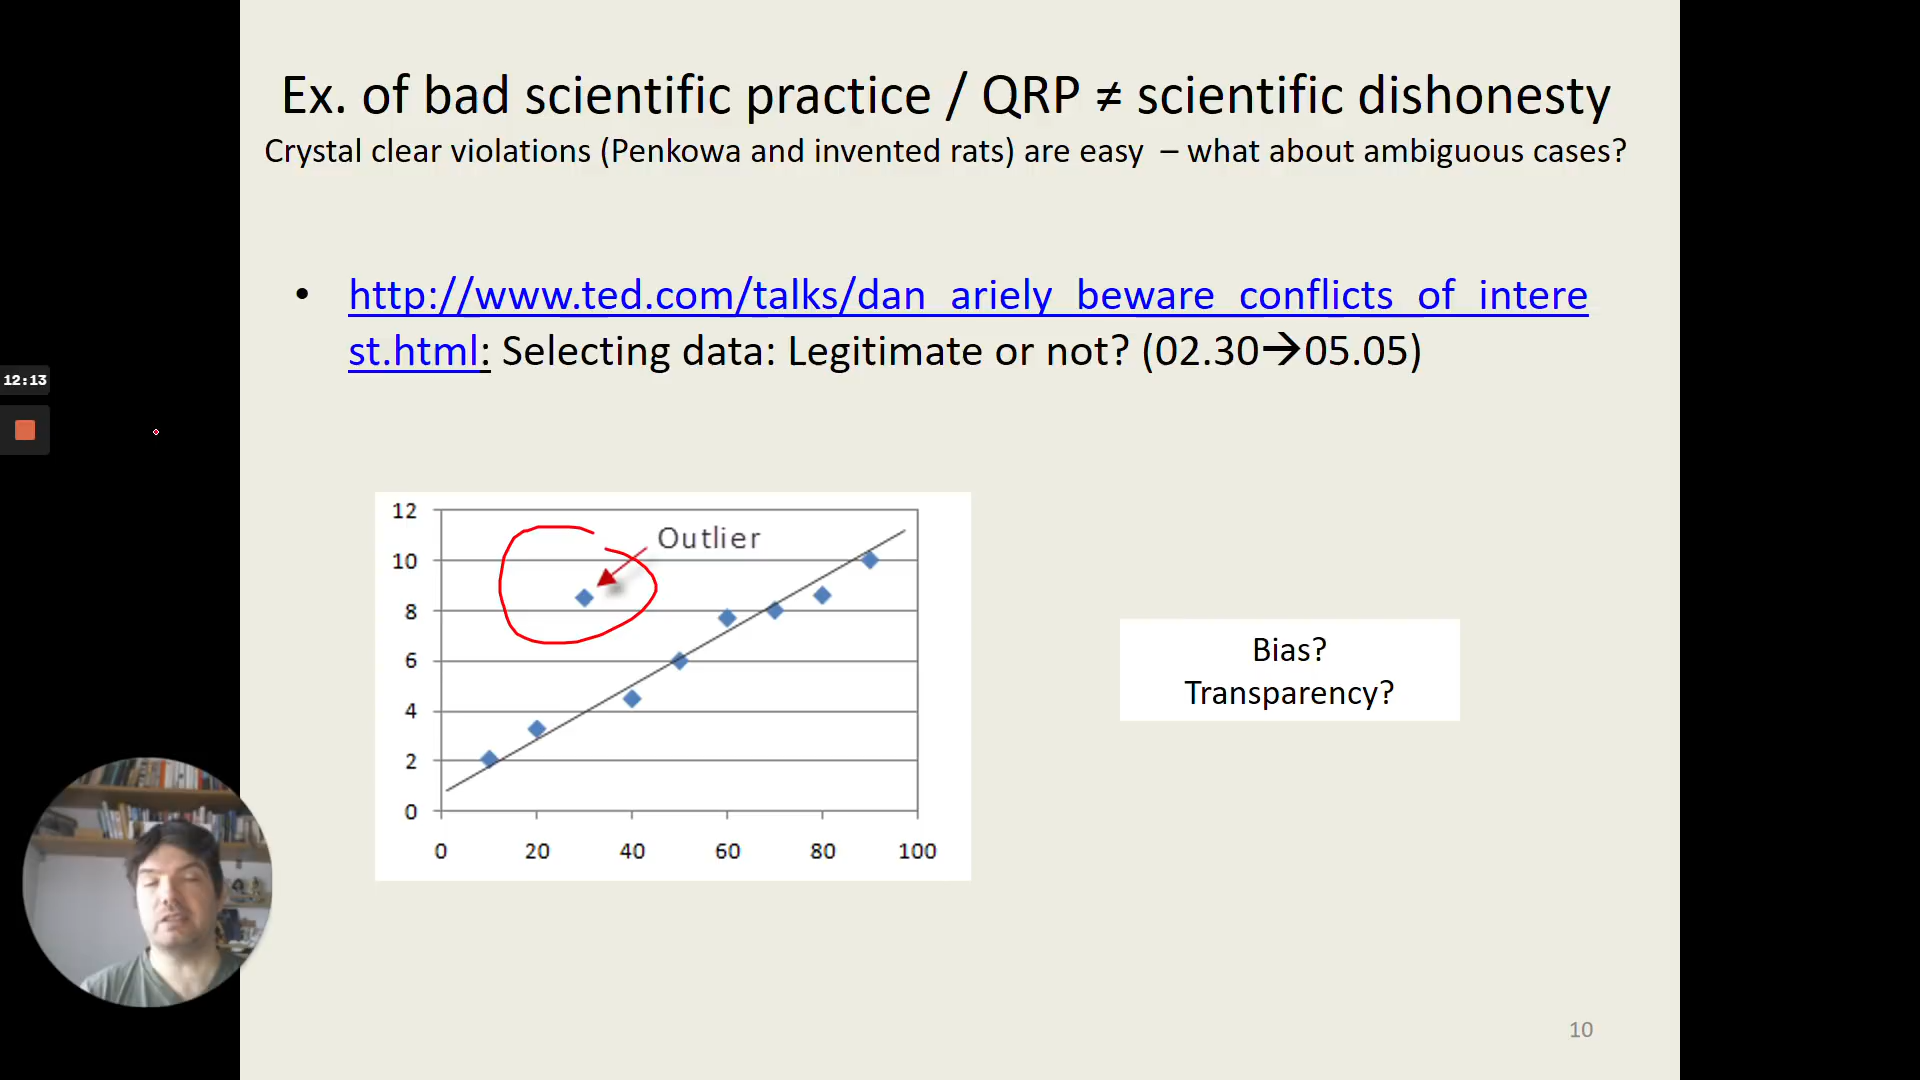 Ex. of bad scientific practice / QRP ≠ scientific dishonesty
Crystal clear violations (Penkowa and invented rats) are easy – what about ambiguous cases?
• http://www.ted.com/talks/dan_ariely_beware_conflicts_of_intere
st.html: Selecting data: Legitimate or not? (02.30→05.05)
12:13
12
Outlier
10
8
6
4
2
0
0 20 40 60 80 100
Bias?
Transparency?
10